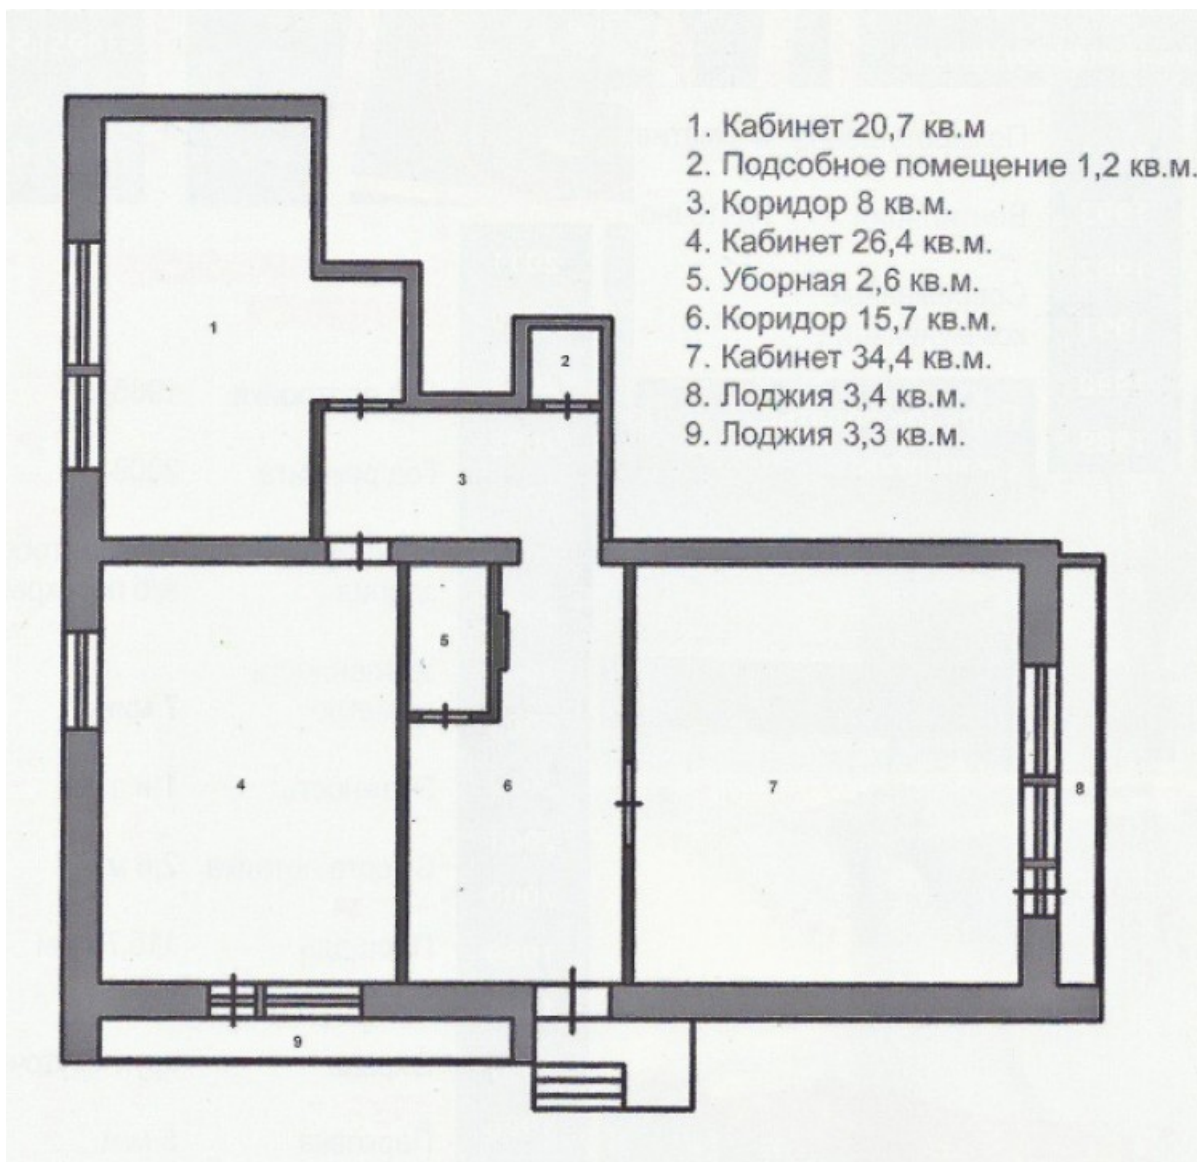 1. Кабинет 20,7 кв.м
2. Подсобное помещение 1,2 кв.м.
3. Коридор 8 кв.м.
4. Кабинет 26,4 кв.м.
5. Уборная 2,6 кв.м.
6. Коридор 15,7 кв.м.
7. Кабинет 34,4 кв.м.
8. Лоджия 3,4 кв.м.
9. Лоджия 3,3 кв.м.
1
2
3
5
4
6
7
8
9